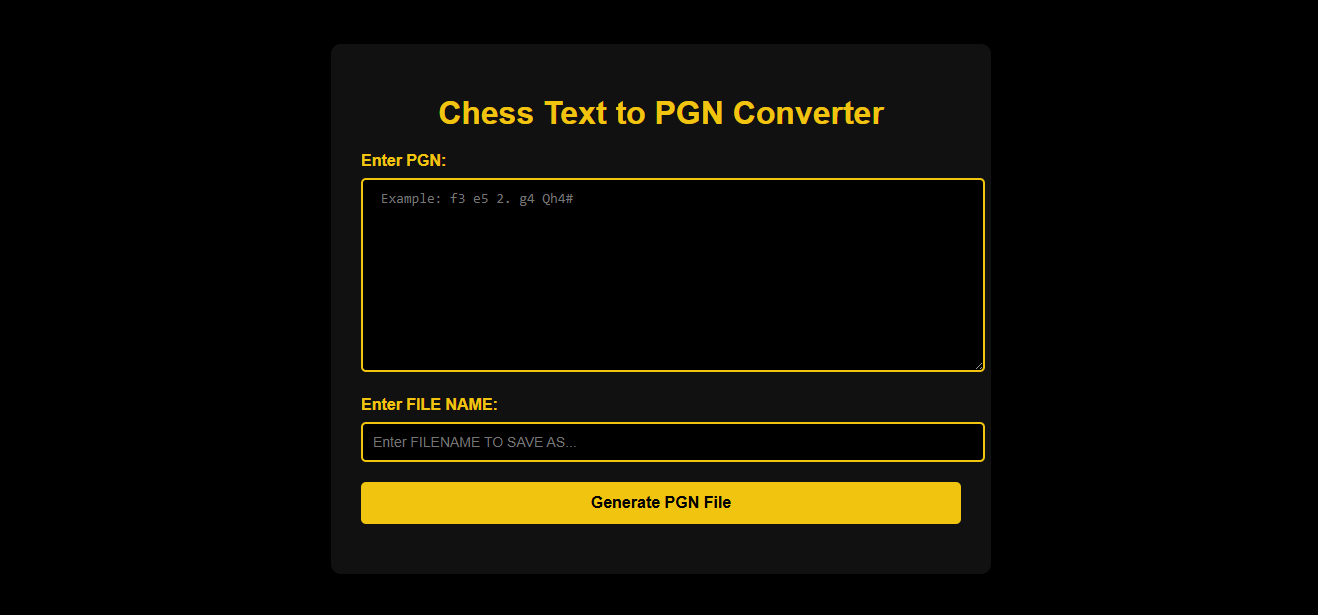 Chess Text to PGN Converter
Enter PGN:
Example: f3 e5 2. g4 Qh4#
Enter FILE NAME:
Enter FILENAME TO SAVE AS...
Generate PGN File